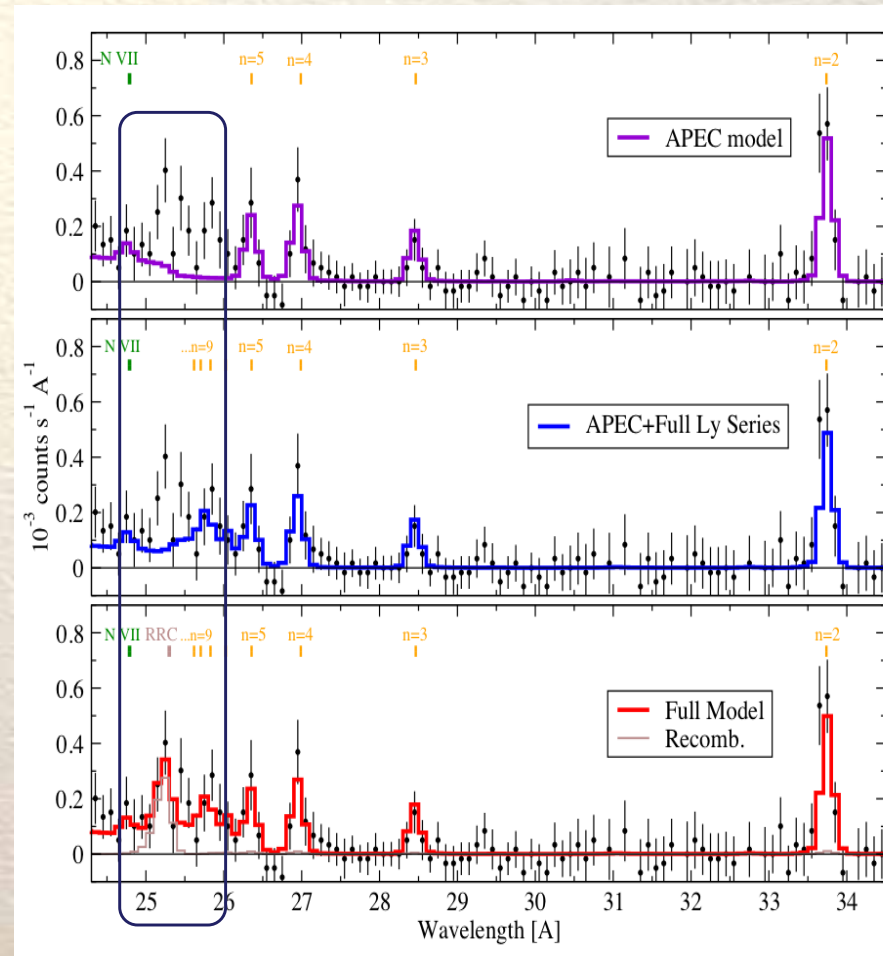 N VII n=5 n=4 n=3 n=2
0.8
0.6
0.4
0.2
0
APEC model
N VII ...n=9 n=5 n=4 n=3 n=2
0.8
0.6
0.4
0.2
0
APEC+Full Ly Series
10⁻³ counts s⁻¹ A⁻¹
N VII RRC ...n=9 n=5 n=4 n=3 n=2
0.8
0.6
0.4
0.2
0
Full Model
Recomb.
25 26 27 28 29 30 31 32 33 34
Wavelength [A]